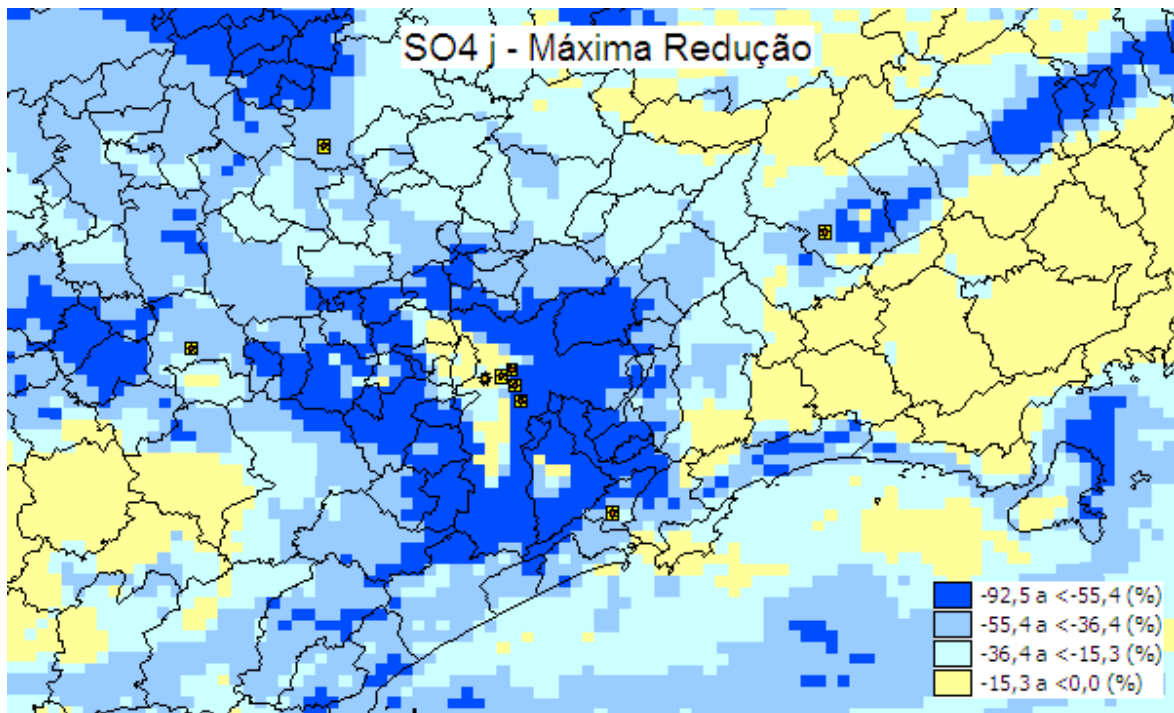 SO4 j - Máxima Redução
-92,5 a <-55,4 (%)
-55,4 a <-36,4 (%)
-36,4 a <-15,3 (%)
-15,3 a <0,0 (%)